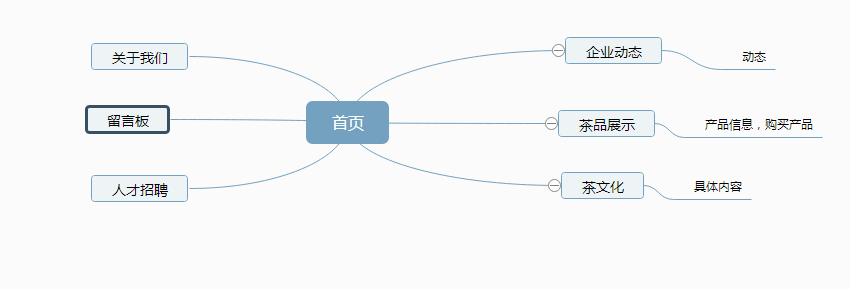 关于我们
留言板
人才招聘
首页
企业动态
动态
茶品展示
产品信息，购买产品
茶文化
具体内容